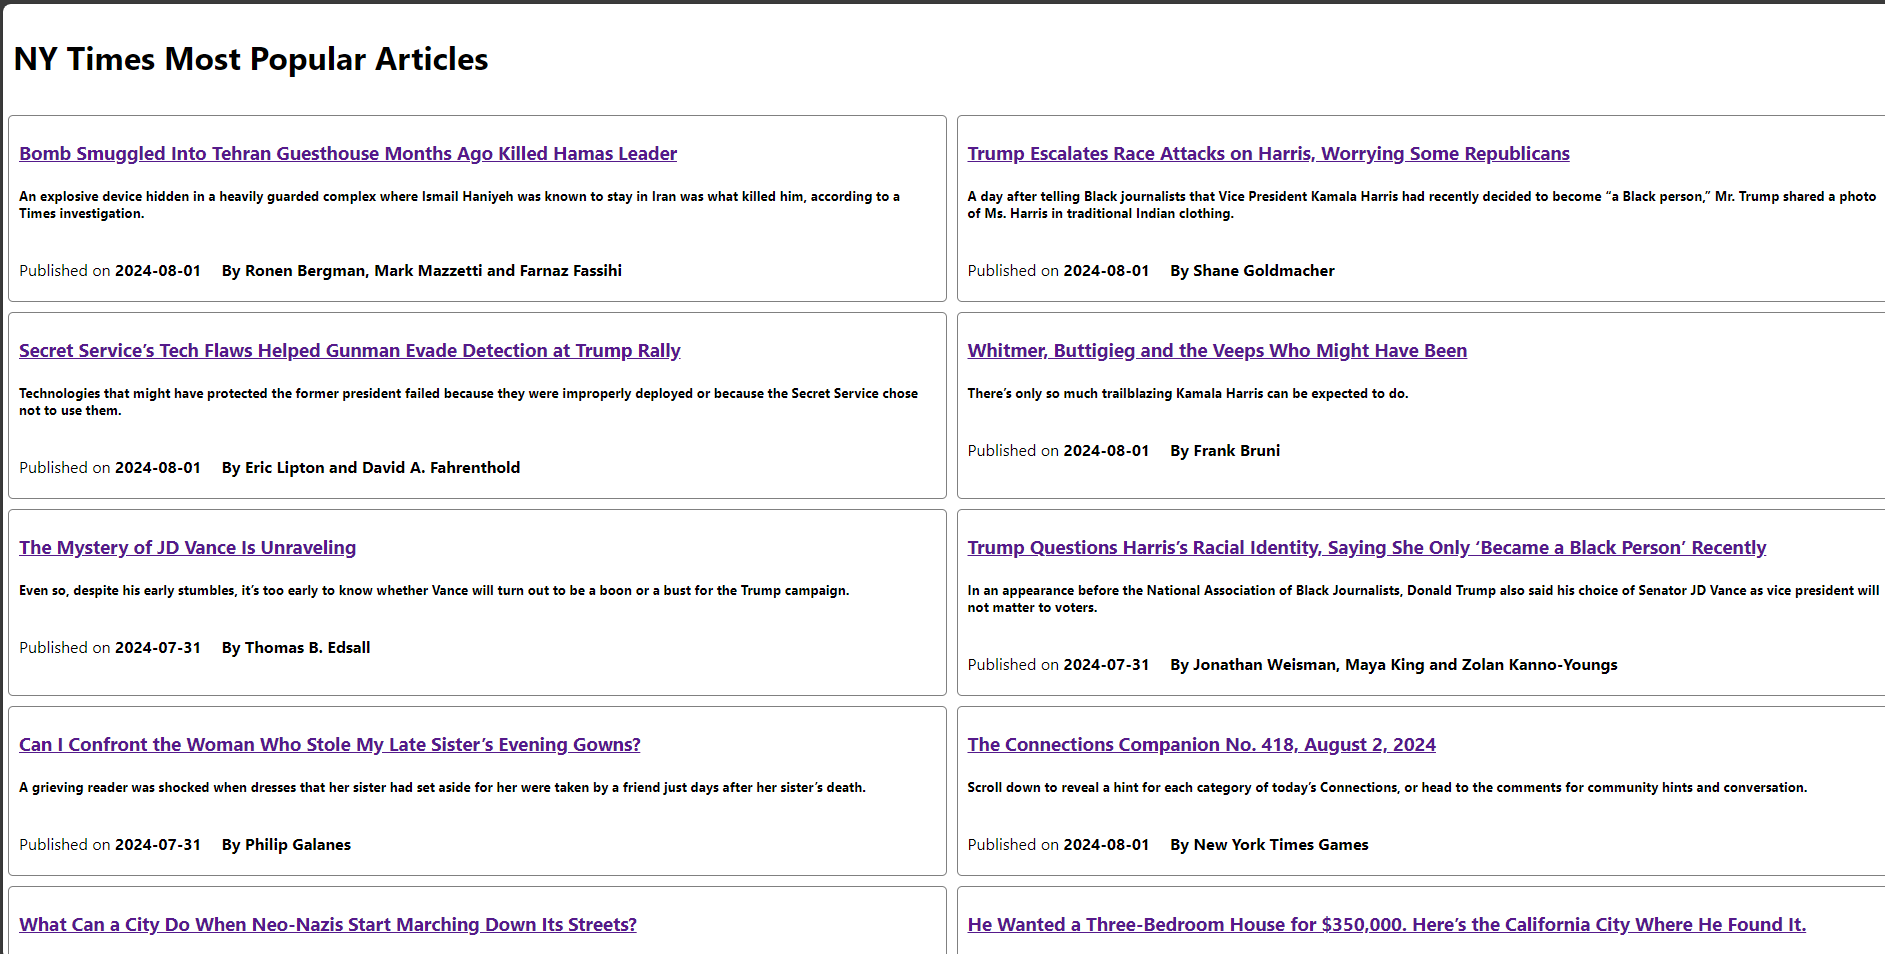 NY Times Most Popular Articles
Bomb Smuggled Into Tehran Guesthouse Months Ago Killed Hamas Leader
An explosive device hidden in a heavily guarded complex where Ismail Haniyeh was known to stay in Iran was what killed him, according to a
Times investigation.
Published on 2024-08-01 By Ronen Bergman, Mark Mazzetti and Farnaz Fassihi
Trump Escalates Race Attacks on Harris, Worrying Some Republicans
A day after telling Black journalists that Vice President Kamala Harris had recently decided to become “a Black person,” Mr. Trump shared a photo
of Ms. Harris in traditional Indian clothing.
Published on 2024-08-01 By Shane Goldmacher
Secret Service’s Tech Flaws Helped Gunman Evade Detection at Trump Rally
Technologies that might have protected the former president failed because they were improperly deployed or because the Secret Service chose
not to use them.
Published on 2024-08-01 By Eric Lipton and David A. Fahrenthold
Whitmer, Buttigieg and the Veeps Who Might Have Been
There’s only so much trailblazing Kamala Harris can be expected to do.
Published on 2024-08-01 By Frank Bruni
The Mystery of JD Vance Is Unraveling
Even so, despite his early stumbles, it’s too early to know whether Vance will turn out to be a boon or a bust for the Trump campaign.
Published on 2024-07-31 By Thomas B. Edsall
Trump Questions Harris’s Racial Identity, Saying She Only ‘Became a Black Person’ Recently
In an appearance before the National Association of Black Journalists, Donald Trump also said his choice of Senator JD Vance as vice president will
not matter to voters.
Published on 2024-07-31 By Jonathan Weisman, Maya King and Zolan Kanno-Youngs
Can I Confront the Woman Who Stole My Late Sister’s Evening Gowns?
A grieving reader was shocked when dresses that her sister had set aside for her were taken by a friend just days after her sister’s death.
Published on 2024-07-31 By Philip Galanes
The Connections Companion No. 418, August 2, 2024
Scroll down to reveal a hint for each category of today’s Connections, or head to the comments for community hints and conversation.
Published on 2024-08-01 By New York Times Games
What Can a City Do When Neo-Nazis Start Marching Down Its Streets?
He Wanted a Three-Bedroom House for $350,000. Here’s the California City Where He Found It.